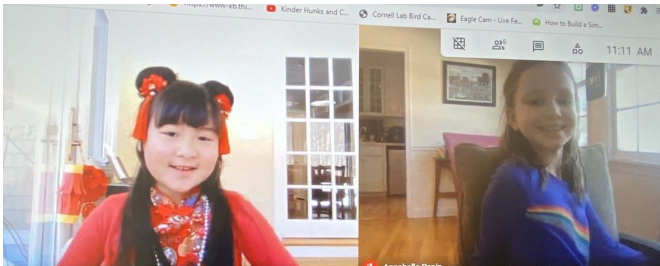 Kinder Hunks and C...
Cornell Lab Bird Ca...
Eagle Cam - Live Fe...
How to Build a Sim...
11:11 AM